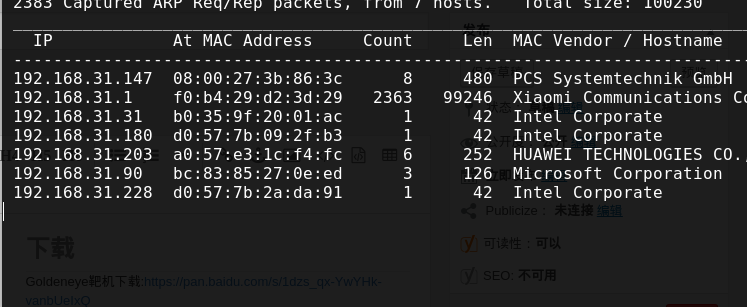 2383 Captured ARP Req/Rep packets, from 7 hosts. Total size: 100230
IP At MAC Address Count Len MAC Vendor / Hostname
192.168.31.147 08:00:27:3b:86:3c 8 480 PCS Systemtechnik GmbH
192.168.31.1 f0:b4:29:d2:3d:29 2363 99246 Xiaomi Communications Co
192.168.31.31 b0:35:9f:20:01:ac 1 42 Intel Corporate
192.168.31.180 d0:57:7b:09:2f:b3 1 42 Intel Corporate
192.168.31.203 a0:57:e3:1c:f4:fc 6 252 HUAWEI TECHNOLOGIES CO.,
192.168.31.90 bc:83:85:27:0e:ed 3 126 Microsoft Corporation
192.168.31.228 d0:57:7b:2a:da:91 1 42 Intel Corporate
Publicize： 未连接 编辑
下载
可读性：可以
SEO: 不可用
Goldeneye靶机下载:https://pan.baidu.com/s/1dzs_qx-YwYHk-